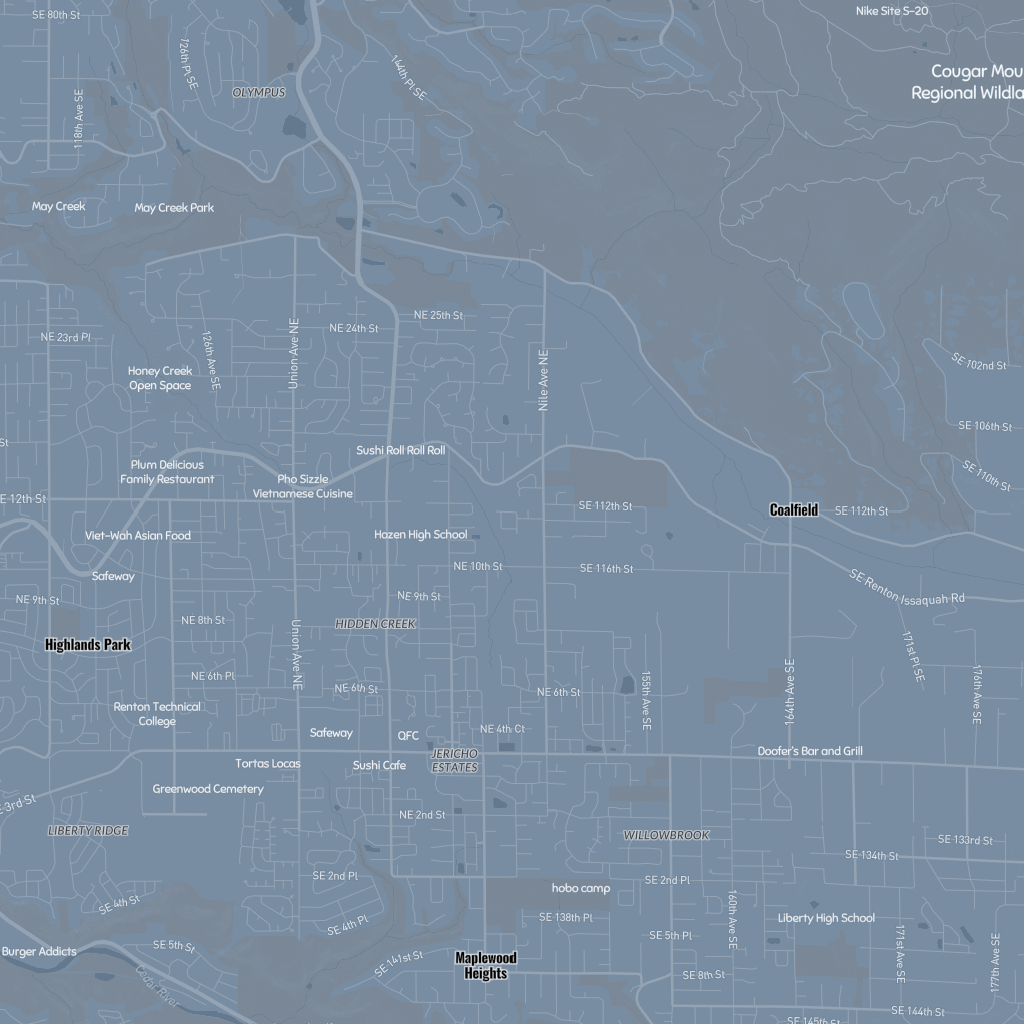 Nike Site S-20
SE 80th St
126th Pl SE
144th Pl SE
Cougar Mou
Regional Wildla
OLYMPUS
118th Ave SE
May Creek
May Creek Park
NE 25th St
NE 24th St
NE 23rd Pl
126th Ave SE
Union Ave NE
Nile Ave NE
SE 102nd St
Honey Creek
Open Space
SE 106th St
St
Sushi Roll Roll Roll
Plum Delicious
Family Restaurant
Pho Sizzle
Vietnamese Cuisine
SE 110th St
E 12th St
SE 112th St
Coalfield
SE 112th St
Viet-Wah Asian Food
Hazen High School
NE 10th St
SE 116th St
Safeway
SE Renton Issaquah Rd
NE 9th St
NE 9th St
NE 8th St
HIDDEN CREEK
Highlands Park
Union Ave NE
171st Pl SE
NE 6th Pl
NE 6th St
NE 6th St
155th Ave SE
164th Ave SE
176th Ave SE
Renton Technical
College
Safeway
QFC
NE 4th Ct
Doofer's Bar and Grill
JERICHO
ESTATES
Tortas Locas
Sushi Cafe
Greenwood Cemetery
E 3rd St
NE 2nd St
LIBERTY RIDGE
WILLOWBROOK
SE 133rd St
SE 134th St
SE 2nd Pl
SE 2nd Pl
hobo camp
SE 4th St
SE 4th Pl
SE 138th Pl
160th Ave SE
Liberty High School
SE 5th Pl
171st Ave SE
177th Ave SE
Burger Addicts
SE 5th St
SE 141st St
Maplewood
Heights
SE 8th St
Cedar River
SE 144th St
SE 145th St